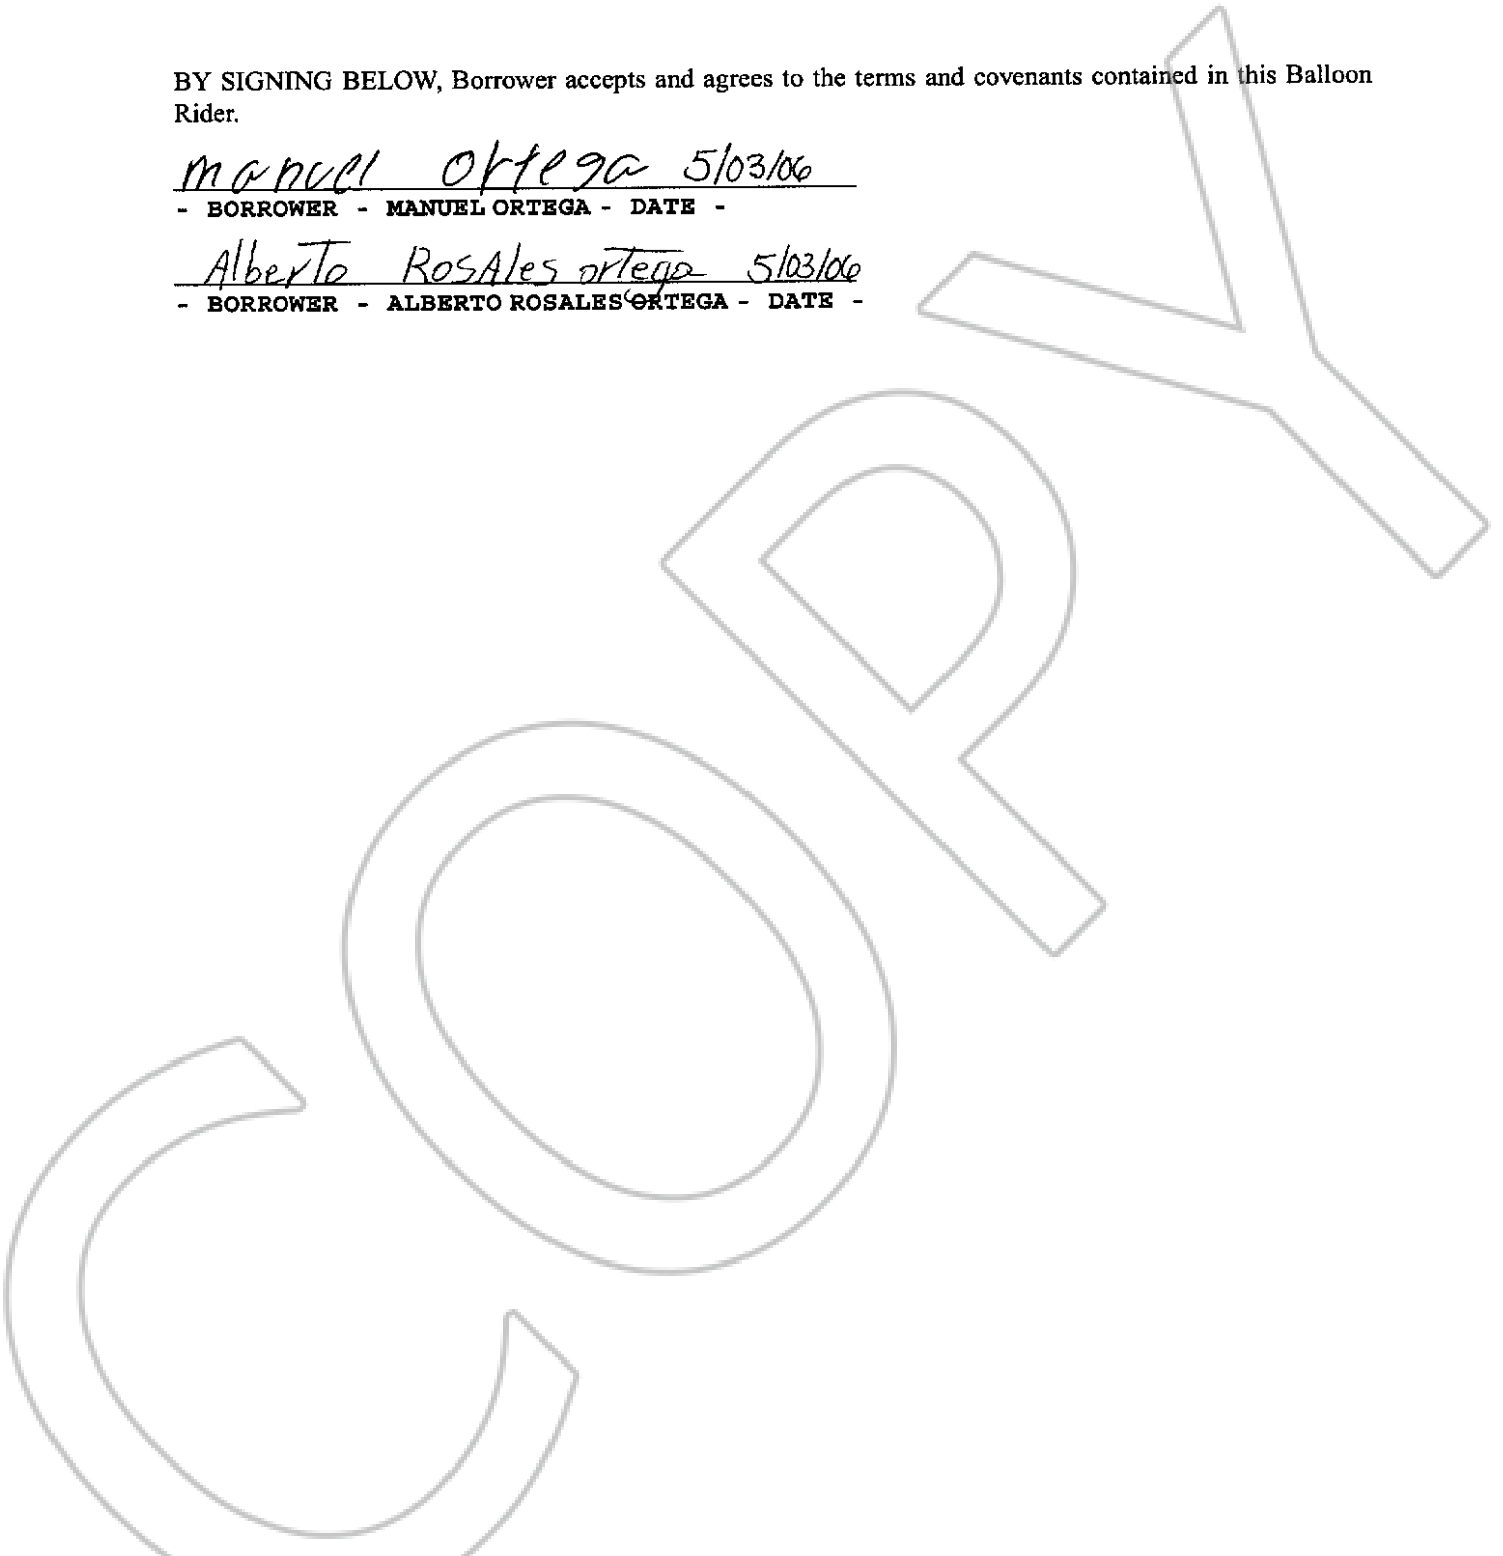 BY SIGNING BELOW, Borrower accepts and agrees to the terms and covenants contained in this Balloon
Rider.
manuel ortega 5/03/06
- BORROWER - MANUEL ORTEGA - DATE -
Alberto RosAles ortega 5/03/06
- BORROWER - ALBERTO ROSALES ORTEGA - DATE -
COPY